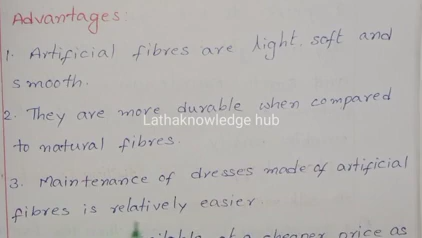 Advantages:
1. Artificial fibres are light, soft and
smooth.
Lathaknowledge hub
2. They are more durable when compared
to natural fibres.
3. Maintenance of dresses made of artificial
fibres is relatively easier
at a cheaper price as